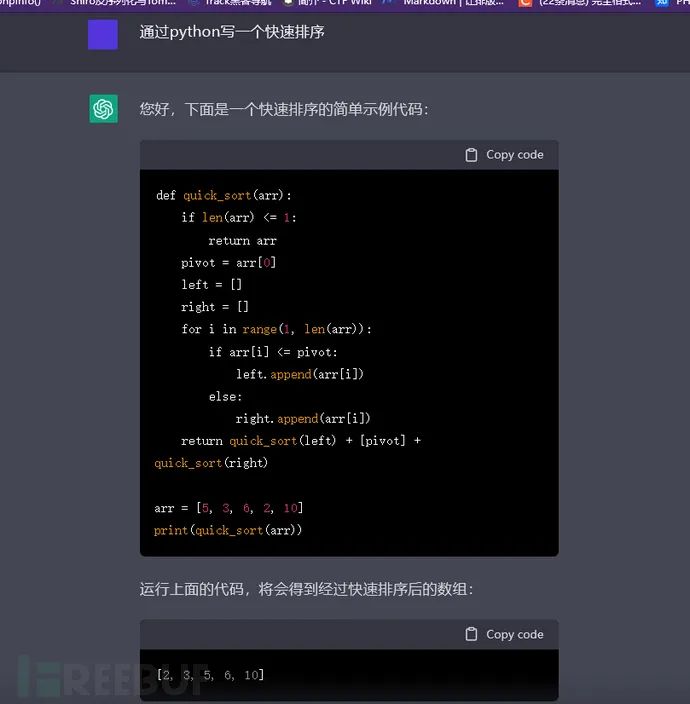 Shiro反序列化与Tom...
Track黑客导航
简介 - CTF Wiki
Markdown | 让排版...
(22条消息) 完全格式...
通过python写一个快速排序
您好，下面是一个快速排序的简单示例代码：
Copy code
def quick_sort(arr):
    if len(arr) <= 1:
        return arr
    pivot = arr[0]
    left = []
    right = []
    for i in range(1, len(arr)):
        if arr[i] <= pivot:
            left.append(arr[i])
        else:
            right.append(arr[i])
    return quick_sort(left) + [pivot] +
quick_sort(right)
arr = [5, 3, 6, 2, 10]
print(quick_sort(arr))
运行上面的代码，将会得到经过快速排序后的数组：
Copy code
[2, 3, 5, 6, 10]
FREEBUF